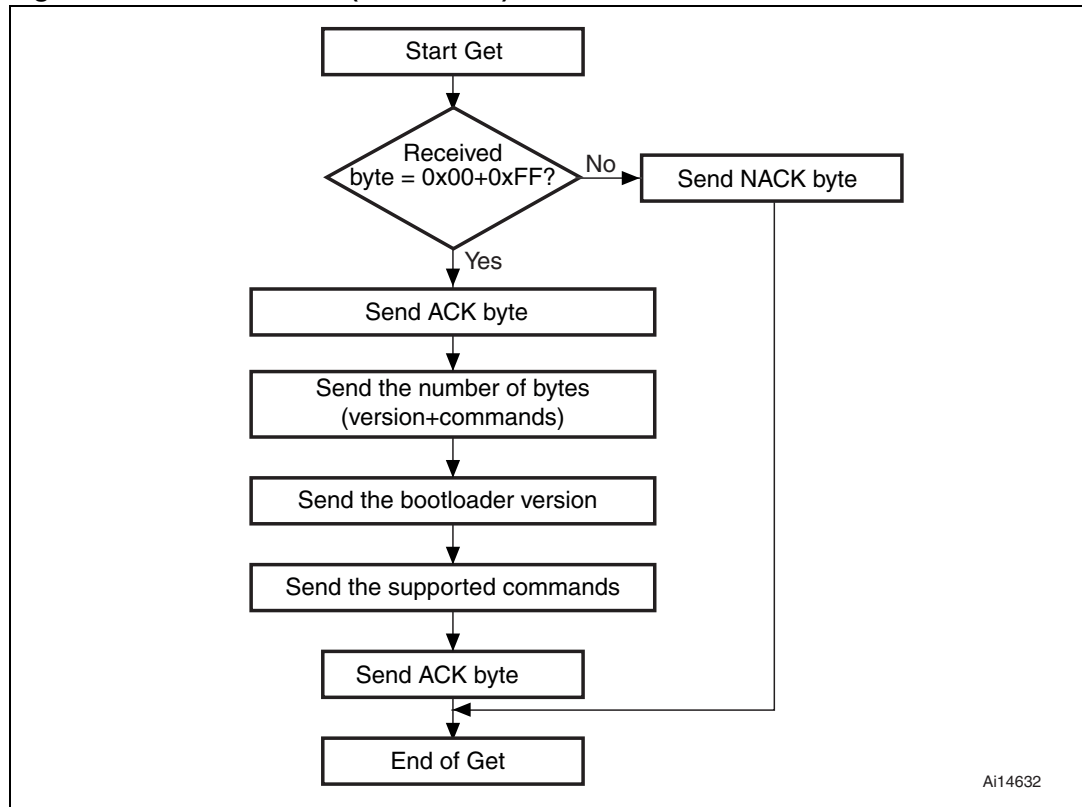 Start Get
Received
byte = 0x00+0xFF?
No
Send NACK byte
Yes
Send ACK byte
Send the number of bytes
(version+commands)
Send the bootloader version
Send the supported commands
Send ACK byte
End of Get
Ai14632